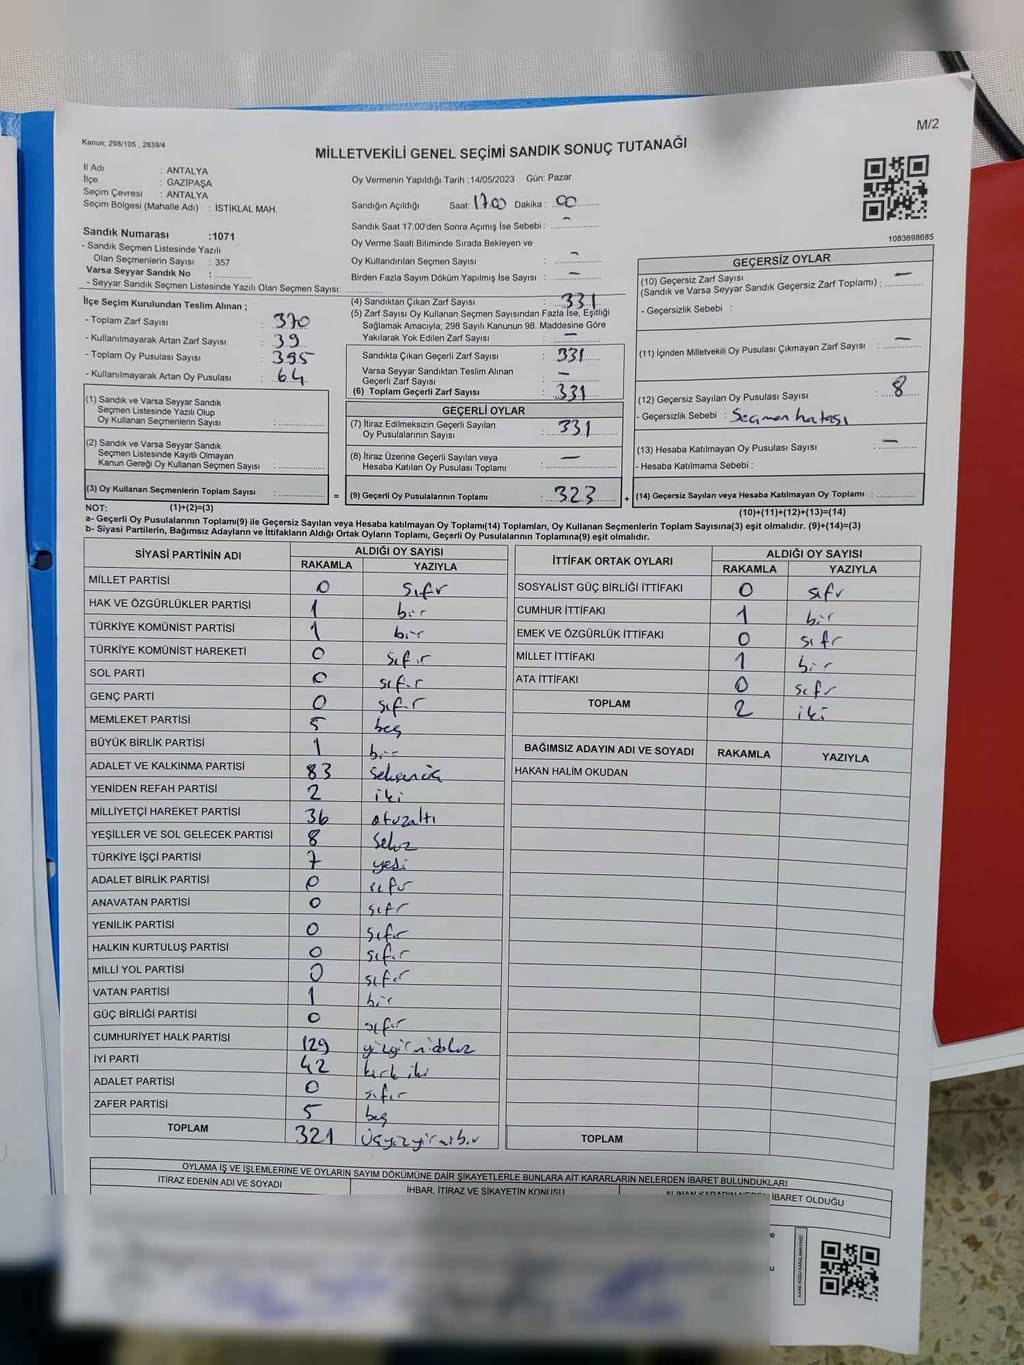 M/2
Kanun; 298/105 , 2839/4
MİLLETVEKİLİ GENEL SEÇİMİ SANDIK SONUÇ TUTANAĞI
İl Adı : ANTALYA
İlçe : GAZİPAŞA
Seçim Çevresi : ANTALYA
Seçim Bölgesi (Mahalle Adı) : İSTİKLAL MAH.
Sandık Numarası :1071
- Sandık Seçmen Listesinde Yazılı
Olan Seçmenlerin Sayısı : 357
Varsa Seyyar Sandık No :
- Seyyar Sandık Seçmen Listesinde Yazılı Olan Seçmen Sayısı:
Oy Vermenin Yapıldığı Tarih :14/05/2023 Gün: Pazar
Sandığın Açıldığı Saat: 17.00 Dakika : 00
Sandık Saat 17:00'den Sonra Açılmış İse Sebebi : -
Oy Verme Saati Bitiminde Sırada Bekleyen ve
Oy Kullandırılan Seçmen Sayısı : -
Birden Fazla Sayım Döküm Yapılmış İse Sayısı : -
1083698685
İlçe Seçim Kurulundan Teslim Alınan ;
- Toplam Zarf Sayısı : 370
- Kullanılmayarak Artan Zarf Sayısı : 39
- Toplam Oy Pusulası Sayısı : 395
- Kullanılmayarak Artan Oy Pusulası : 64
(1) Sandık ve Varsa Seyyar Sandık
Seçmen Listesinde Yazılı Olup
Oy Kullanan Seçmenlerin Sayısı :
(2) Sandık ve Varsa Seyyar Sandık
Seçmen Listesinde Kayıtlı Olmayan
Kanun Gereği Oy Kullanan Seçmen Sayısı :
(3) Oy Kullanan Seçmenlerin Toplam Sayısı :
(4) Sandıktan Çıkan Zarf Sayısı : 331
(5) Zarf Sayısı Oy Kullanan Seçmen Sayısından Fazla İse, Eşitliği
Sağlamak Amacıyla; 298 Sayılı Kanunun 98. Maddesine Göre
Yakılarak Yok Edilen Zarf Sayısı : -
Sandıkta Çıkan Geçerli Zarf Sayısı : 331
Varsa Seyyar Sandıktan Teslim Alınan
Geçerli Zarf Sayısı : -
(6) Toplam Geçerli Zarf Sayısı : 331
GEÇERLİ OYLAR
(7) İtiraz Edilmeksizin Geçerli Sayılan
Oy Pusulalarının Sayısı : 331
(8) İtiraz Üzerine Geçerli Sayılan veya
Hesaba Katılan Oy Pusulası Toplamı : -
= (9) Geçerli Oy Pusulalarının Toplamı : 323 +
GEÇERSİZ OYLAR
(10) Geçersiz Zarf Sayısı
(Sandık ve Varsa Seyyar Sandık Geçersiz Zarf Toplamı) : -
- Geçersizlik Sebebi :
(11) İçinden Milletvekili Oy Pusulası Çıkmayan Zarf Sayısı : -
(12) Geçersiz Sayılan Oy Pusulası Sayısı : 8
- Geçersizlik Sebebi : Seçmen hatası
(13) Hesaba Katılmayan Oy Pusulası Sayısı : -
- Hesaba Katılmama Sebebi :
(14) Geçersiz Sayılan veya Hesaba Katılmayan Oy Toplamı :
NOT: (1)+(2)=(3)
(10)+(11)+(12)+(13)=(14)
a- Geçerli Oy Pusulalarının Toplamı(9) ile Geçersiz Sayılan veya Hesaba katılmayan Oy Toplamı(14) Toplamları, Oy Kullanan Seçmenlerin Toplam Sayısına(3) eşit olmalıdır. (9)+(14)=(3)
b- Siyasi Partilerin, Bağımsız Adayların ve İttifakların Aldığı Ortak Oyların Toplamı, Geçerli Oy Pusulalarının Toplamına(9) eşit olmalıdır.
SİYASİ PARTİNİN ADI ALDIĞI OY SAYISI
RAKAMLA YAZIYLA
MİLLET PARTİSİ 0 sıfır
HAK VE ÖZGÜRLÜKLER PARTİSİ 1 bir
TÜRKİYE KOMÜNİST PARTİSİ 1 bir
TÜRKİYE KOMÜNİST HAREKETİ 0 sıfır
SOL PARTİ 0 sıfır
GENÇ PARTİ 0 sıfır
MEMLEKET PARTİSİ 5 beş
BÜYÜK BİRLİK PARTİSİ 1 bir
ADALET VE KALKINMA PARTİSİ 83 seksenüç
YENİDEN REFAH PARTİSİ 2 iki
MİLLİYETÇİ HAREKET PARTİSİ 36 otuzaltı
YEŞİLLER VE SOL GELECEK PARTİSİ 8 sekiz
TÜRKİYE İŞÇİ PARTİSİ 7 yedi
ADALET BİRLİK PARTİSİ 0 sıfır
ANAVATAN PARTİSİ 0 sıfır
YENİLİK PARTİSİ 0 sıfır
HALKIN KURTULUŞ PARTİSİ 0 sıfır
MİLLİ YOL PARTİSİ 0 sıfır
VATAN PARTİSİ 1 bir
GÜÇ BİRLİĞİ PARTİSİ 0 sıfır
CUMHURİYET HALK PARTİSİ 129 yüzyirmidokuz
İYİ PARTİ 42 kırkiki
ADALET PARTİSİ 0 sıfır
ZAFER PARTİSİ 5 beş
TOPLAM 321 üçyüzyirmibir
İTTİFAK ORTAK OYLARI ALDIĞI OY SAYISI
RAKAMLA YAZIYLA
SOSYALİST GÜÇ BİRLİĞİ İTTİFAKI 0 sıfır
CUMHUR İTTİFAKI 1 bir
EMEK VE ÖZGÜRLÜK İTTİFAKI 0 sıfır
MİLLET İTTİFAKI 1 bir
ATA İTTİFAKI 0 sıfır
TOPLAM 2 iki
BAĞIMSIZ ADAYIN ADI VE SOYADI RAKAMLA YAZIYLA
HAKAN HALİM OKUDAN
TOPLAM
OYLAMA İŞ VE İŞLEMLERİNE VE OYLARIN SAYIM DÖKÜMÜNE DAİR ŞİKAYETLERLE BUNLARA AİT KARARLARIN NELERDEN İBARET BULUNDUKLARI
İTİRAZ EDENİN ADI VE SOYADI İHBAR, İTİRAZ VE ŞİKAYETİN KONUSU ALINAN KARARIN NEDEN İBARET OLDUĞU